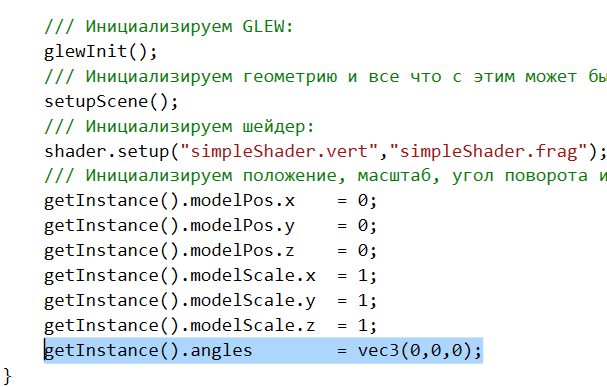 /// Инициализируем GLEW:
glewInit();
/// Инициализируем геометрию и все что с этим может
setupScene();
/// Инициализируем шейдер:
shader.setup("simpleShader.vert","simpleShader.frag");
/// Инициализируем положение, масштаб, угол поворота и
getInstance().modelPos.x    = 0;
getInstance().modelPos.y    = 0;
getInstance().modelPos.z    = 0;
getInstance().modelScale.x  = 1;
getInstance().modelScale.y  = 1;
getInstance().modelScale.z  = 1;
getInstance().angles        = vec3(0,0,0);
}